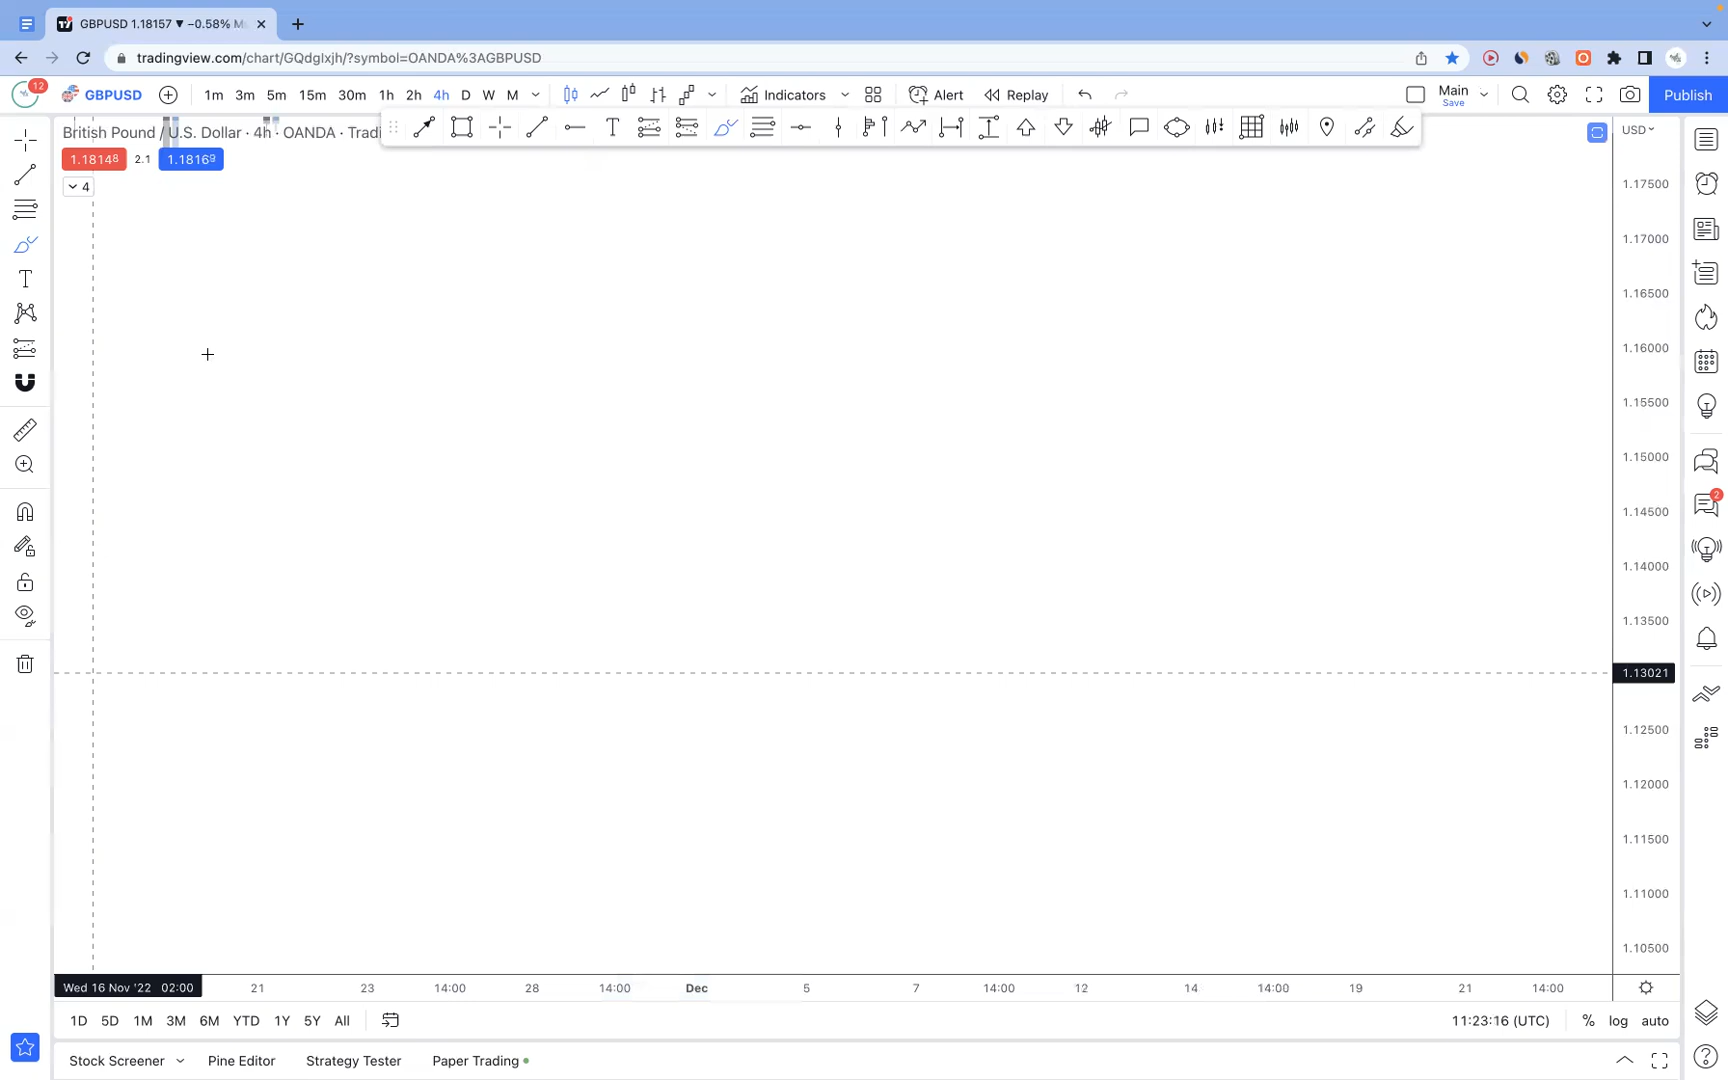 GBPUSD 1.18157 ▼ −0.58% M
tradingview.com/chart/GQdglxjh/?symbol=OANDA%3AGBPUSD
12
GBPUSD
1m 3m 5m 15m 30m 1h 2h 4h D W M
Indicators
Alert
Replay
Main
Save
Publish
British Pound / U.S. Dollar · 4h · OANDA · Tradi
USD
1.18148 2.1 1.18169
4
1.17500
1.17000
1.16500
1.16000
1.15500
1.15000
1.14500
1.14000
1.13500
1.13021
1.12500
1.12000
1.11500
1.11000
1.10500
2
Wed 16 Nov '22 02:00 21 23 14:00 28 14:00 Dec 5 7 14:00 12 14 14:00 19 21 14:00
1D 5D 1M 3M 6M YTD 1Y 5Y All
11:23:16 (UTC) % log auto
Stock Screener Pine Editor Strategy Tester Paper Trading